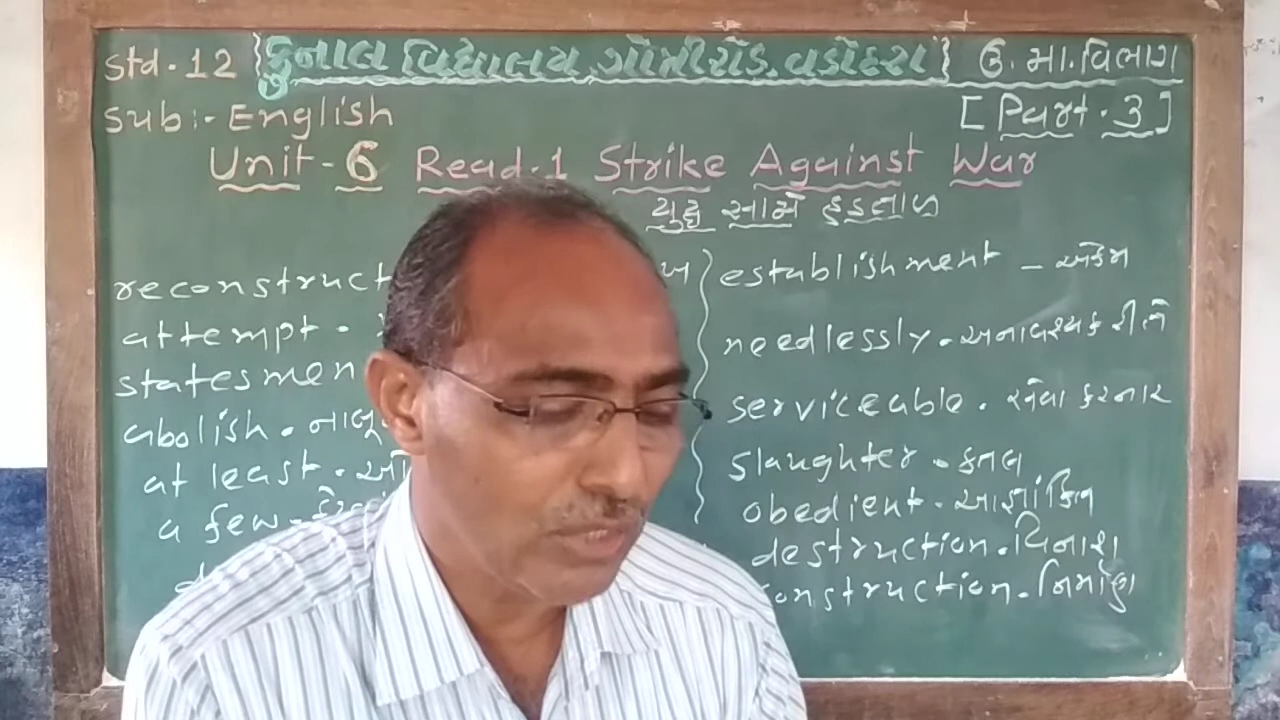 Std. 12 {કુનાલ વિદ્યાલય, ગોત્રીરોડ, વડોદરા} ઉ. મા. વિભાગ
Sub:- English [Part-3]
Unit-6 Read.1 Strike Against War
યુદ્ધ સામે હડતાળ
reconstruct
attempt.
statesmen
abolish. નાબૂ
at least.
a few -
establishment -
needlessly. અનાવશ્યક રીતે
serviceable. સેવા કરનાર
slaughter. કતલ
obedient. આજ્ઞાંકિત
destruction. વિનાશ
construction. નિર્માણ